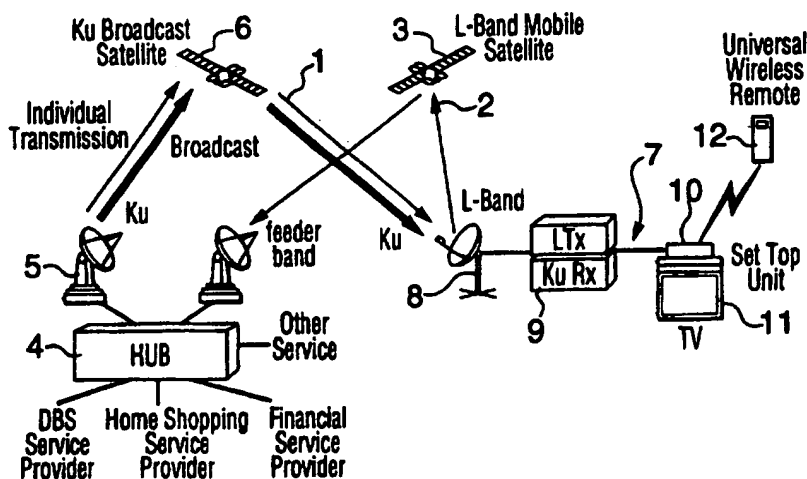 Ku Broadcast
Satellite
6
1
3
L-Band Mobile
Satellite
Universal
Wireless
Remote
12
Individual
Transmission
Broadcast
2
Ku
feeder
band
Ku
L-Band
LTx
Ku Rx
7
10
Set Top
Unit
5
8
9
11
TV
4
HUB
Other
Service
DBS
Service
Provider
Home Shopping
Service
Provider
Financial
Service
Provider